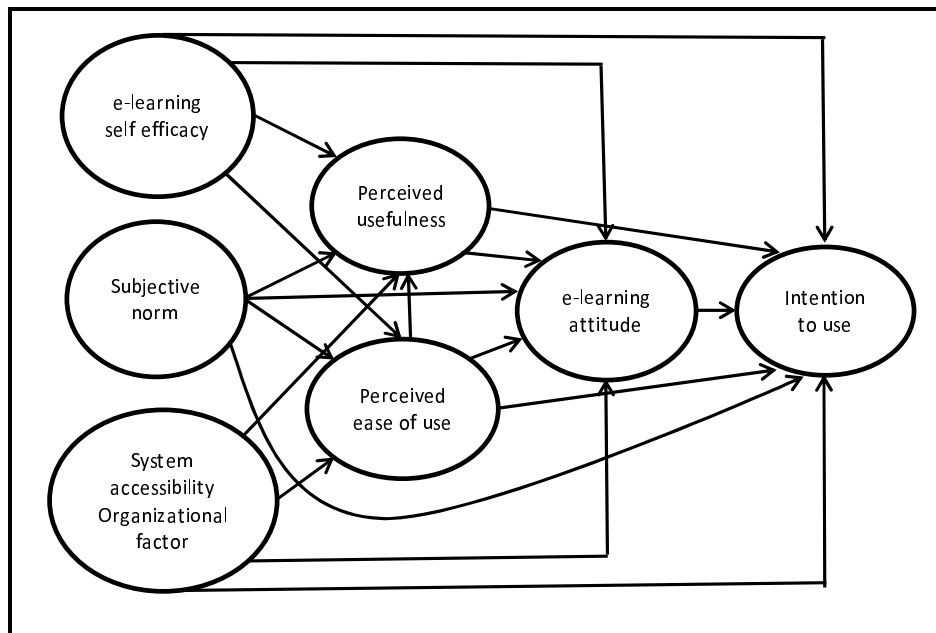 e-learning
self efficacy
Perceived
usefulness
Subjective
norm
e-learning
attitude
Intention
to use
Perceived
ease of use
System
accessibility
Organizational
factor